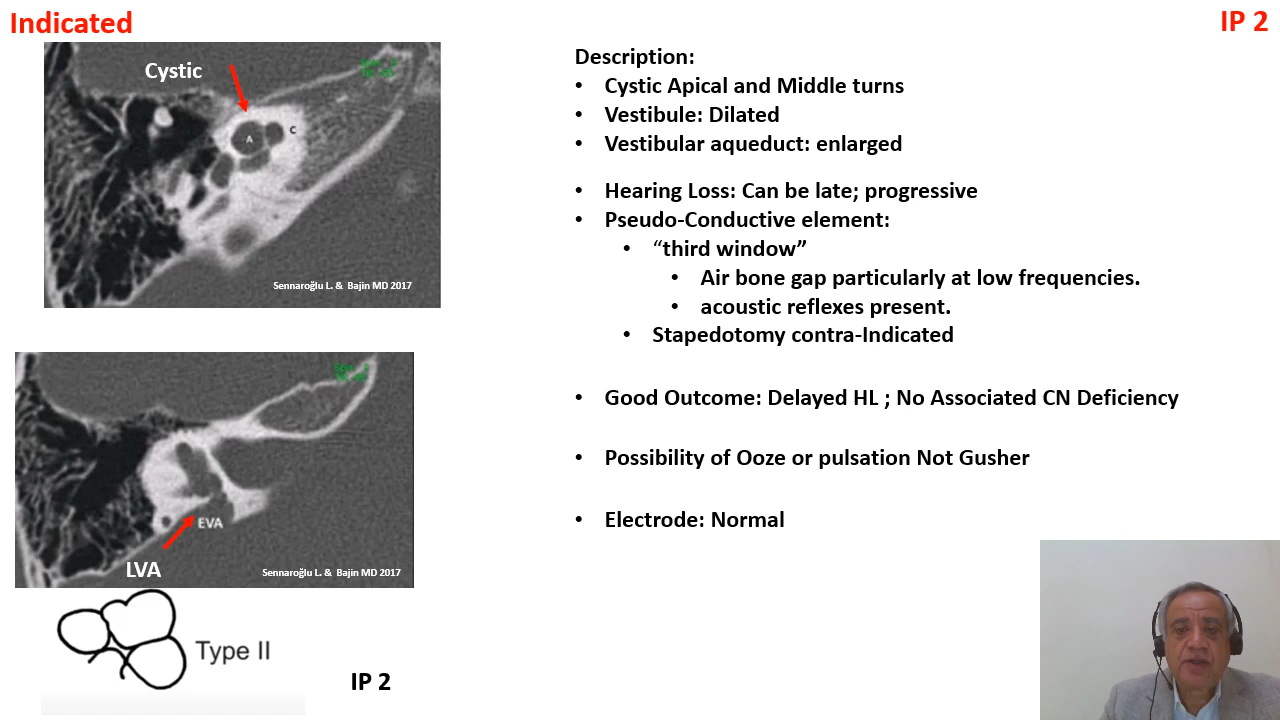 Indicated
IP 2
Cystic
A
C
Sennaroğlu L. & Bajin MD 2017
EVA
LVA
Sennaroğlu L. & Bajin MD 2017
Type II
IP 2
Description:
• Cystic Apical and Middle turns
• Vestibule: Dilated
• Vestibular aqueduct: enlarged
• Hearing Loss: Can be late; progressive
• Pseudo-Conductive element:
• “third window”
• Air bone gap particularly at low frequencies.
• acoustic reflexes present.
• Stapedotomy contra-Indicated
• Good Outcome: Delayed HL ; No Associated CN Deficiency
• Possibility of Ooze or pulsation Not Gusher
• Electrode: Normal